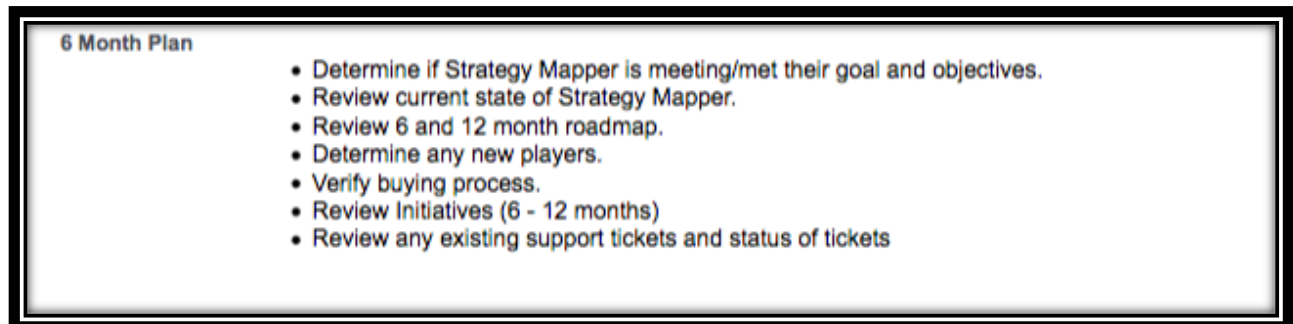 6 Month Plan
• Determine if Strategy Mapper is meeting/met their goal and objectives.
• Review current state of Strategy Mapper.
• Review 6 and 12 month roadmap.
• Determine any new players.
• Verify buying process.
• Review Initiatives (6 - 12 months)
• Review any existing support tickets and status of tickets